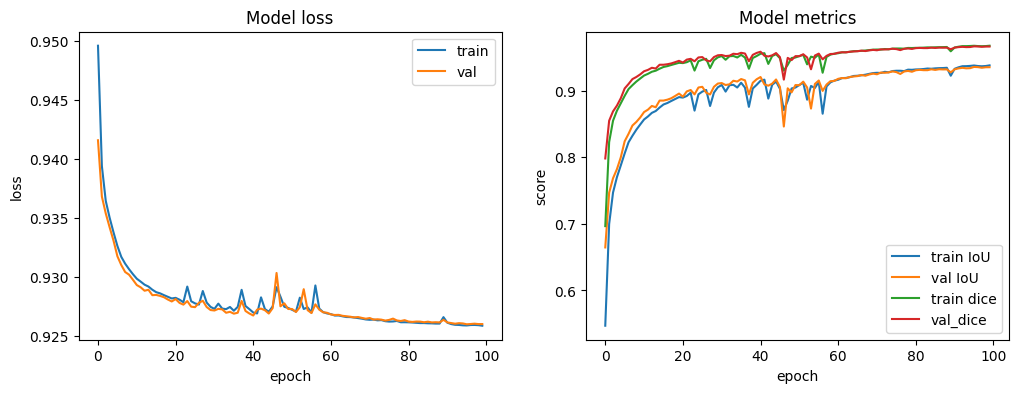 Model loss
0.950
0.945
0.940
0.935
0.930
0.925
loss
0
20
40
60
80
100
epoch
train
val
Model metrics
0.9
0.8
0.7
0.6
score
0
20
40
60
80
100
epoch
train IoU
val IoU
train dice
val_dice